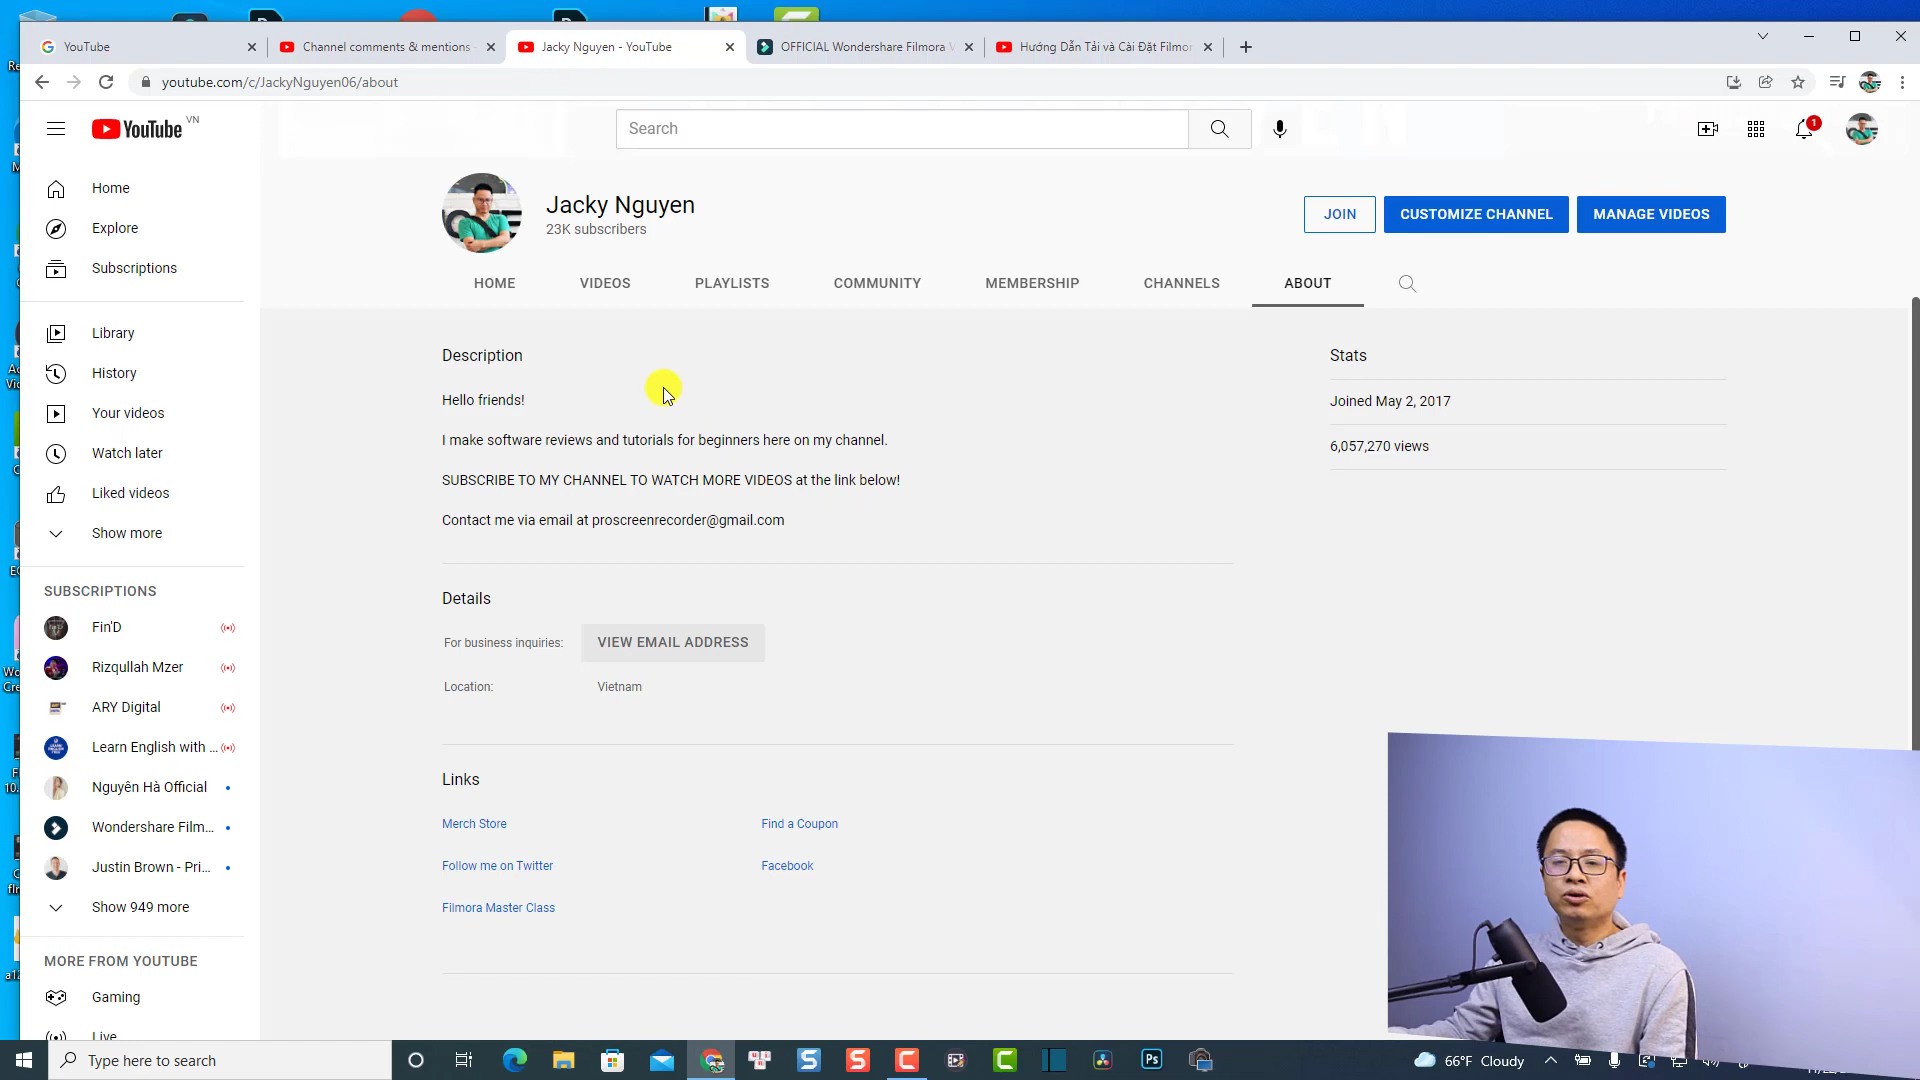 YouTube
Channel comments & mentions
Jacky Nguyen - YouTube
OFFICIAL Wondershare Filmora V
Hướng Dẫn Tải và Cài Đặt Filmor
youtube.com/c/JackyNguyen06/about
YouTube VN
Search
1
Home
Explore
Subscriptions
Library
History
Your videos
Watch later
Liked videos
Show more
SUBSCRIPTIONS
Fin'D
Rizqullah Mzer
ARY Digital
Learn English with ...
Nguyên Hà Official
Wondershare Film...
Justin Brown - Pri...
Show 949 more
MORE FROM YOUTUBE
Gaming
Live
Jacky Nguyen
23K subscribers
JOIN
CUSTOMIZE CHANNEL
MANAGE VIDEOS
HOME
VIDEOS
PLAYLISTS
COMMUNITY
MEMBERSHIP
CHANNELS
ABOUT
Description
Hello friends!
I make software reviews and tutorials for beginners here on my channel.
SUBSCRIBE TO MY CHANNEL TO WATCH MORE VIDEOS at the link below!
Contact me via email at proscreenrecorder@gmail.com
Details
For business inquiries: VIEW EMAIL ADDRESS
Location: Vietnam
Links
Merch Store
Find a Coupon
Follow me on Twitter
Facebook
Filmora Master Class
Stats
Joined May 2, 2017
6,057,270 views
Type here to search
Ps
66°F Cloudy